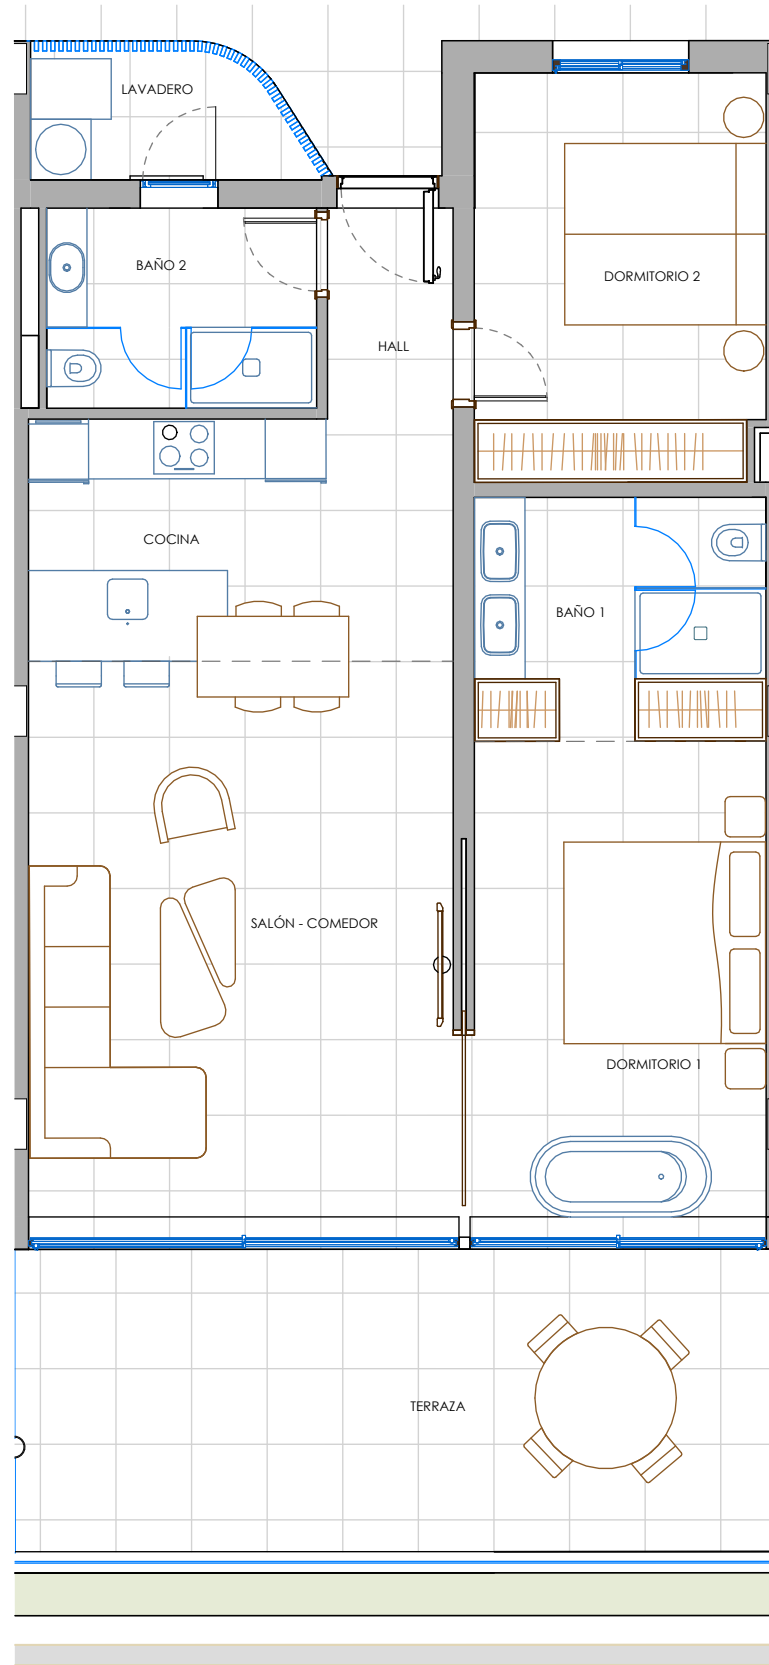 LAVADERO
BAÑO 2
DORMITORIO 2
HALL
COCINA
BAÑO 1
SALÓN - COMEDOR
DORMITORIO 1
TERRAZA